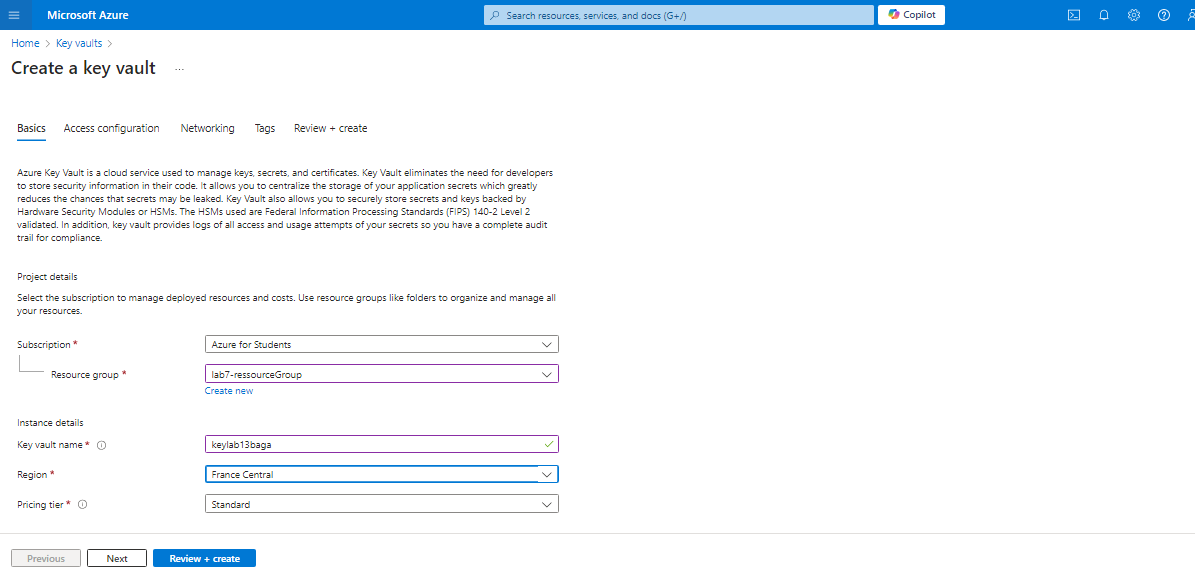 Microsoft Azure
Search resources, services, and docs (G+/)
Copilot
Home > Key vaults >
Create a key vault ...
Basics Access configuration Networking Tags Review + create
Azure Key Vault is a cloud service used to manage keys, secrets, and certificates. Key Vault eliminates the need for developers
to store security information in their code. It allows you to centralize the storage of your application secrets which greatly
reduces the chances that secrets may be leaked. Key Vault also allows you to securely store secrets and keys backed by
Hardware Security Modules or HSMs. The HSMs used are Federal Information Processing Standards (FIPS) 140-2 Level 2
validated. In addition, key vault provides logs of all access and usage attempts of your secrets so you have a complete audit
trail for compliance.
Project details
Select the subscription to manage deployed resources and costs. Use resource groups like folders to organize and manage all
your resources.
Subscription * Azure for Students
Resource group * lab7-ressourceGroup
Create new
Instance details
Key vault name * keylab13baga
Region * France Central
Pricing tier * Standard
Previous Next Review + create